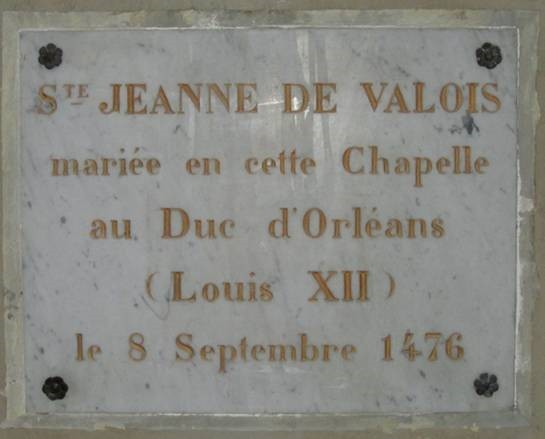 STE JEANNE DE VALOIS
mariée en cette Chapelle
au Duc d'Orléans
(Louis XII)
le 8 Septembre 1476